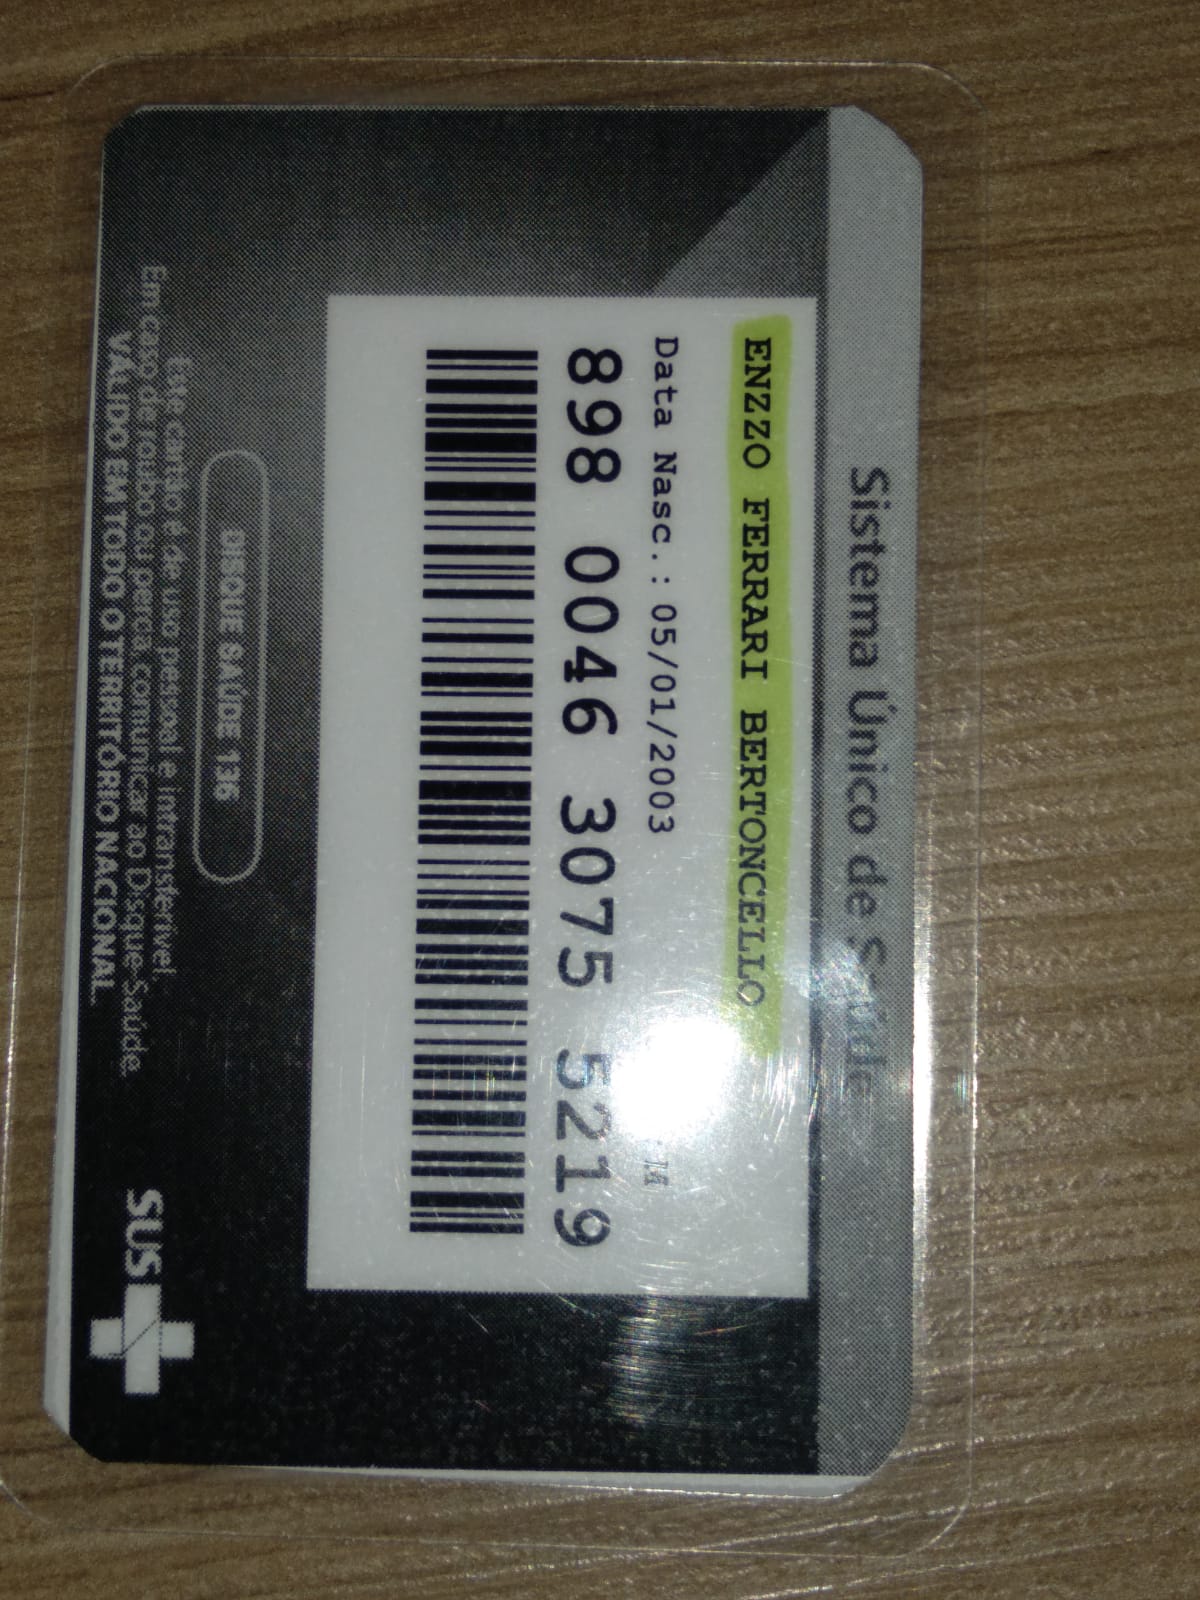 Sistema Único de Saúde
ENZZO FERRARI BERTONCELLO
Data Nasc.: 05/01/2003 M
898 0046 3075 5219
DISQUE SAÚDE 136
Este cartão é de uso pessoal e intransferível.
Em caso de roubo ou perda, comunicar ao Disque-Saúde.
VÁLIDO EM TODO O TERRITÓRIO NACIONAL.
SUS